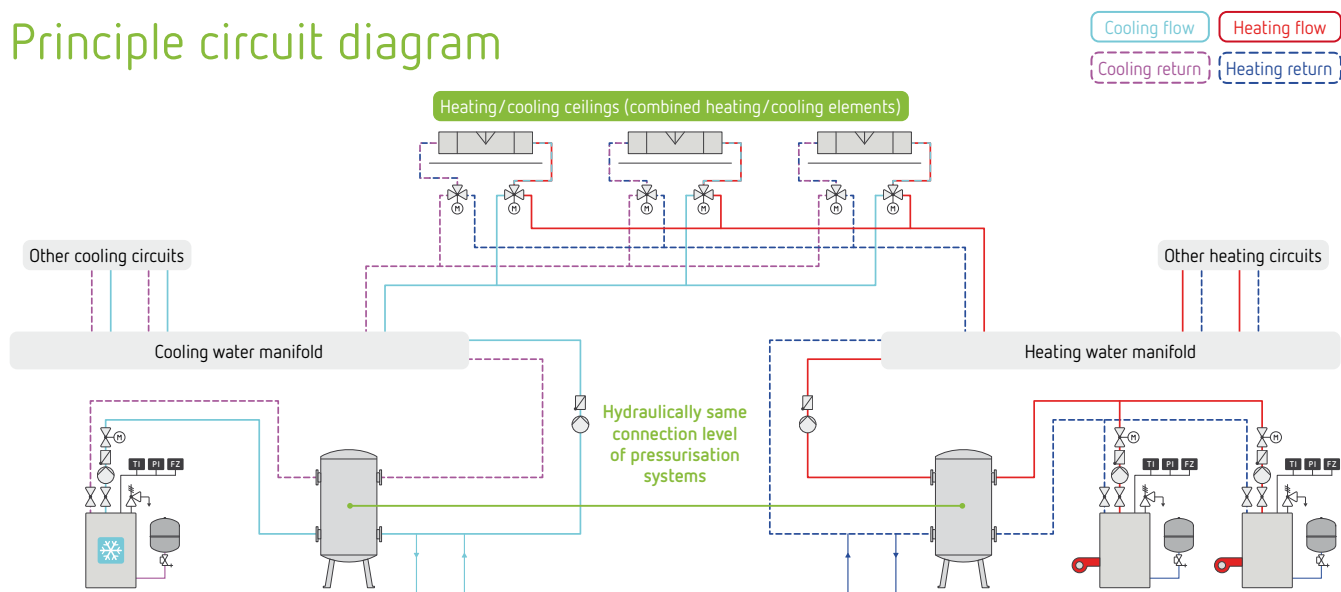 Principle circuit diagram
Cooling flow
Heating flow
Cooling return
Heating return
Heating/cooling ceilings (combined heating/cooling elements)
M
M
M
M
M
M
Other cooling circuits
Other heating circuits
Cooling water manifold
Heating water manifold
Hydraulically same
connection level
of pressurisation
systems
M
M
M
TI PI FZ
TI PI FZ
TI PI FZ